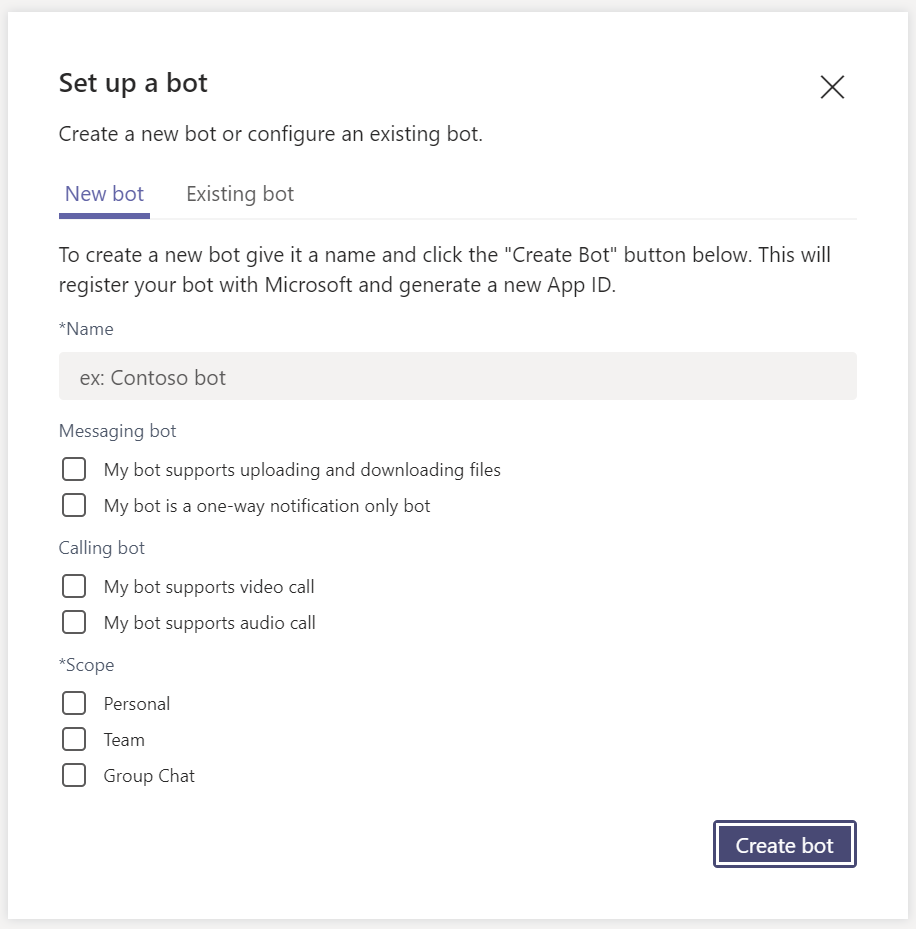 Set up a bot
Create a new bot or configure an existing bot.
New bot
Existing bot
To create a new bot give it a name and click the "Create Bot" button below. This will
register your bot with Microsoft and generate a new App ID.
*Name
ex: Contoso bot
Messaging bot
My bot supports uploading and downloading files
My bot is a one-way notification only bot
Calling bot
My bot supports video call
My bot supports audio call
*Scope
Personal
Team
Group Chat
Create bot